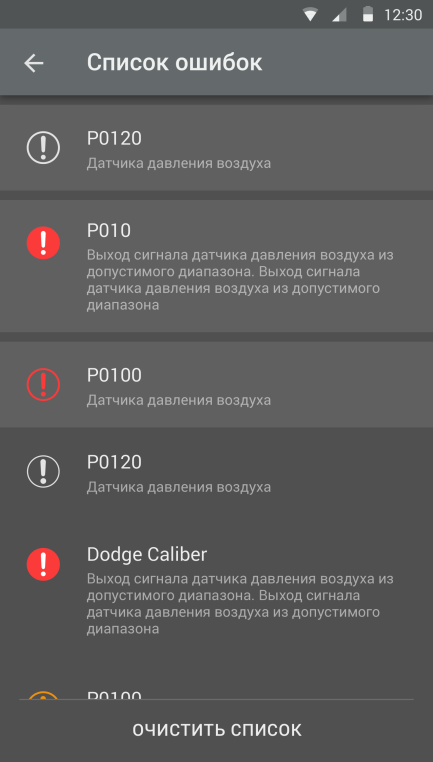 12:30
Список ошибок
P0120
Датчика давления воздуха
P010
Выход сигнала датчика давления воздуха из
допустимого диапазона. Выход сигнала
датчика давления воздуха из допустимого
диапазона
P0100
Датчика давления воздуха
P0120
Датчика давления воздуха
Dodge Caliber
Выход сигнала датчика давления воздуха из
допустимого диапазона. Выход сигнала
датчика давления воздуха из допустимого
диапазона
P0100
ОЧИСТИТЬ СПИСОК